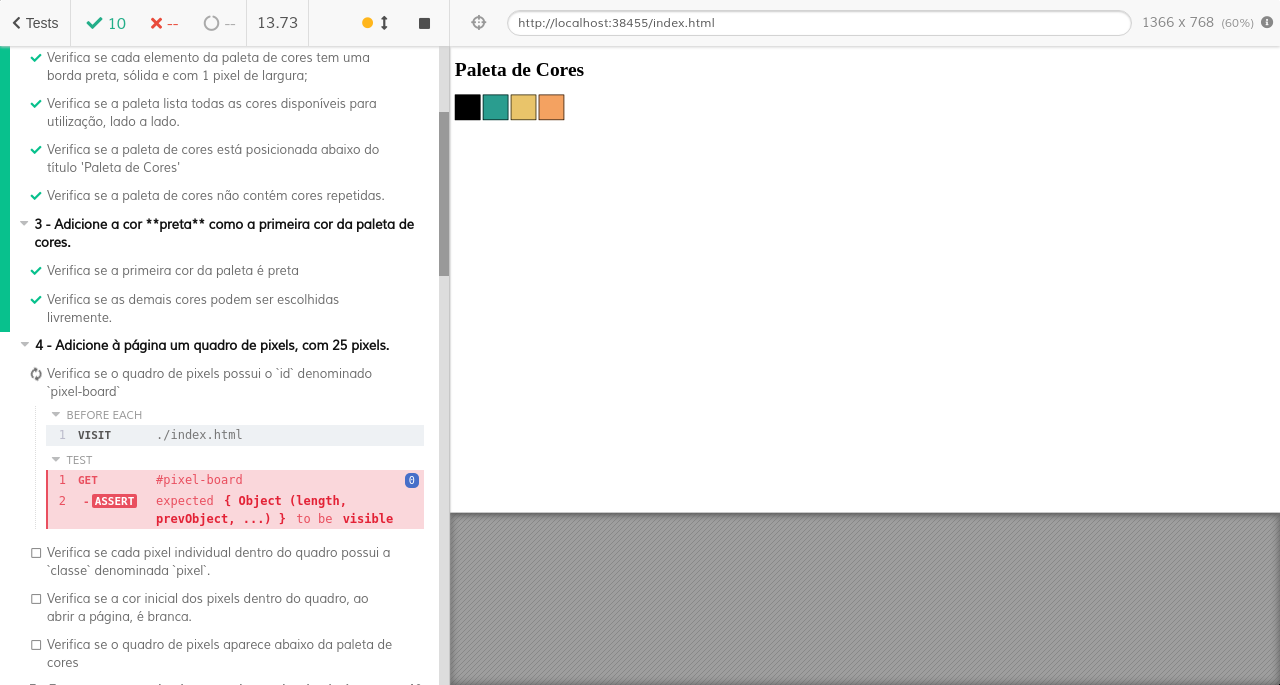 Tests
10
--
--
13.73
http://localhost:38455/index.html
1366 x 768 (60%)
Verifica se cada elemento da paleta de cores tem uma
borda preta, sólida e com 1 pixel de largura;
Verifica se a paleta lista todas as cores disponíveis para
utilização, lado a lado.
Verifica se a paleta de cores está posicionada abaixo do
título 'Paleta de Cores'
Verifica se a paleta de cores não contém cores repetidas.
3 - Adicione a cor **preta** como a primeira cor da paleta de
cores.
Verifica se a primeira cor da paleta é preta
Verifica se as demais cores podem ser escolhidas
livremente.
4 - Adicione à página um quadro de pixels, com 25 pixels.
Verifica se o quadro de pixels possui o `id` denominado
`pixel-board`
BEFORE EACH
1 VISIT ./index.html
TEST
1 GET #pixel-board 0
2 - ASSERT expected { Object (length,
prevObject, ...) } to be visible
Verifica se cada pixel individual dentro do quadro possui a
`classe` denominada `pixel`.
Verifica se a cor inicial dos pixels dentro do quadro, ao
abrir a página, é branca.
Verifica se o quadro de pixels aparece abaixo da paleta de
cores
Paleta de Cores